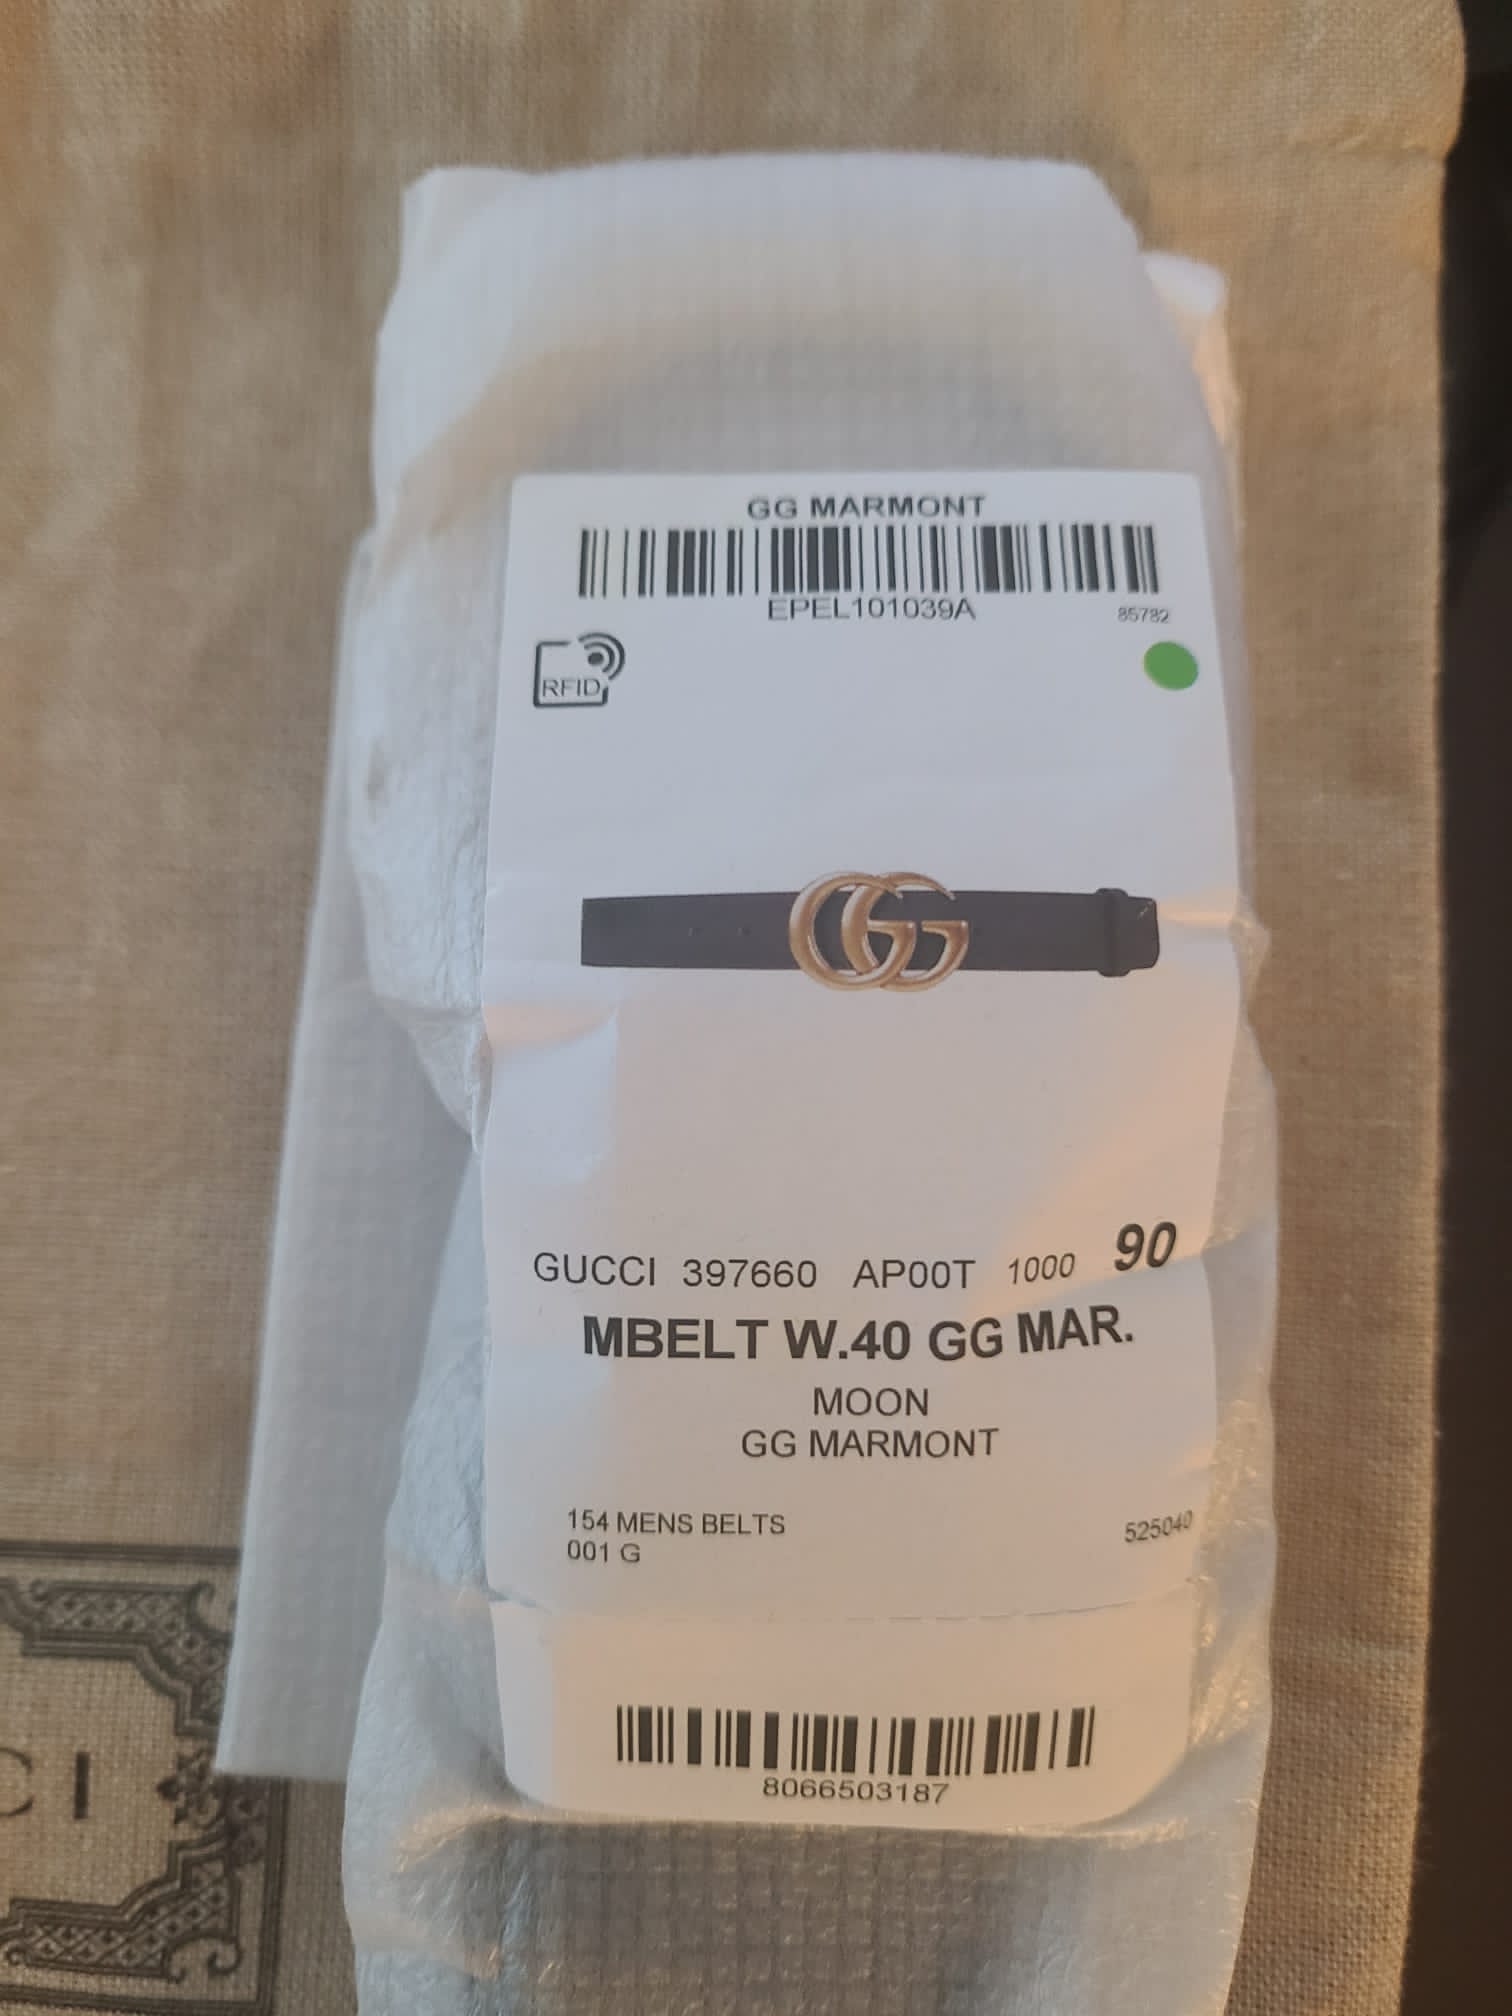 GG MARMONT
EPEL101039A
85782
RFID
GUCCI 397660 AP00T 1000 90
MBELT W.40 GG MAR.
MOON
GG MARMONT
154 MENS BELTS
001 G
525040
8066503187
CI